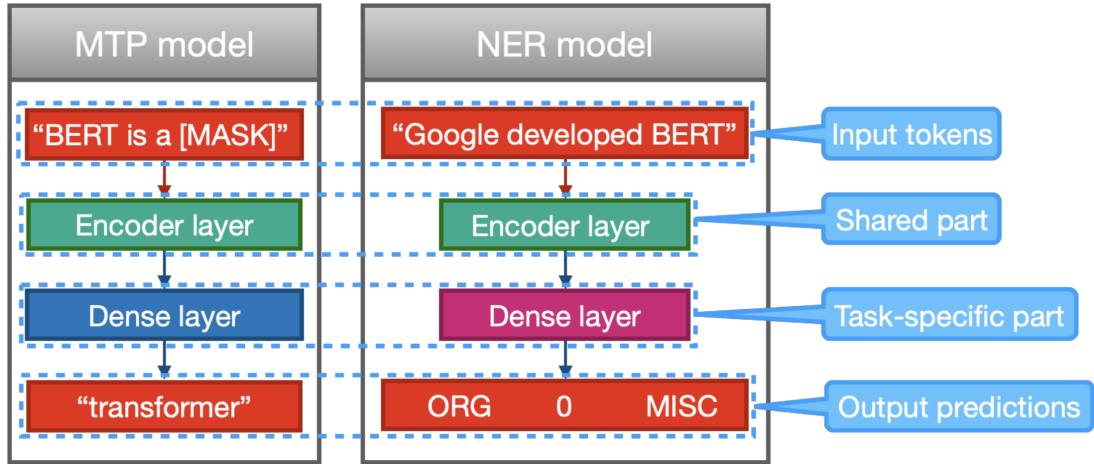 MTP model
NER model
“BERT is a [MASK]”
“Google developed BERT”
Input tokens
Encoder layer
Encoder layer
Shared part
Dense layer
Dense layer
Task-specific part
“transformer”
ORG 0 MISC
Output predictions